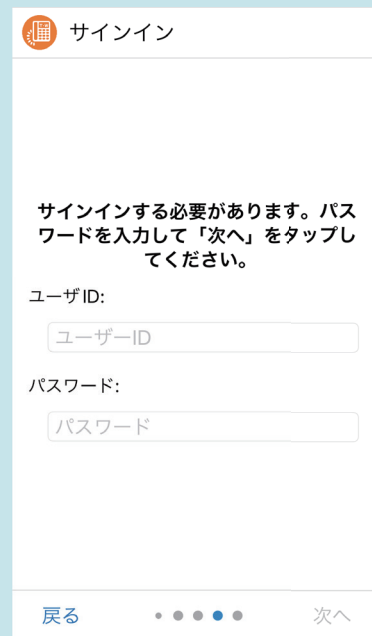 サインイン
サインインする必要があります。パス
ワードを入力して「次へ」をタップし
てください。
ユーザID:
ユーザーID
パスワード:
パスワード
戻る
次へ